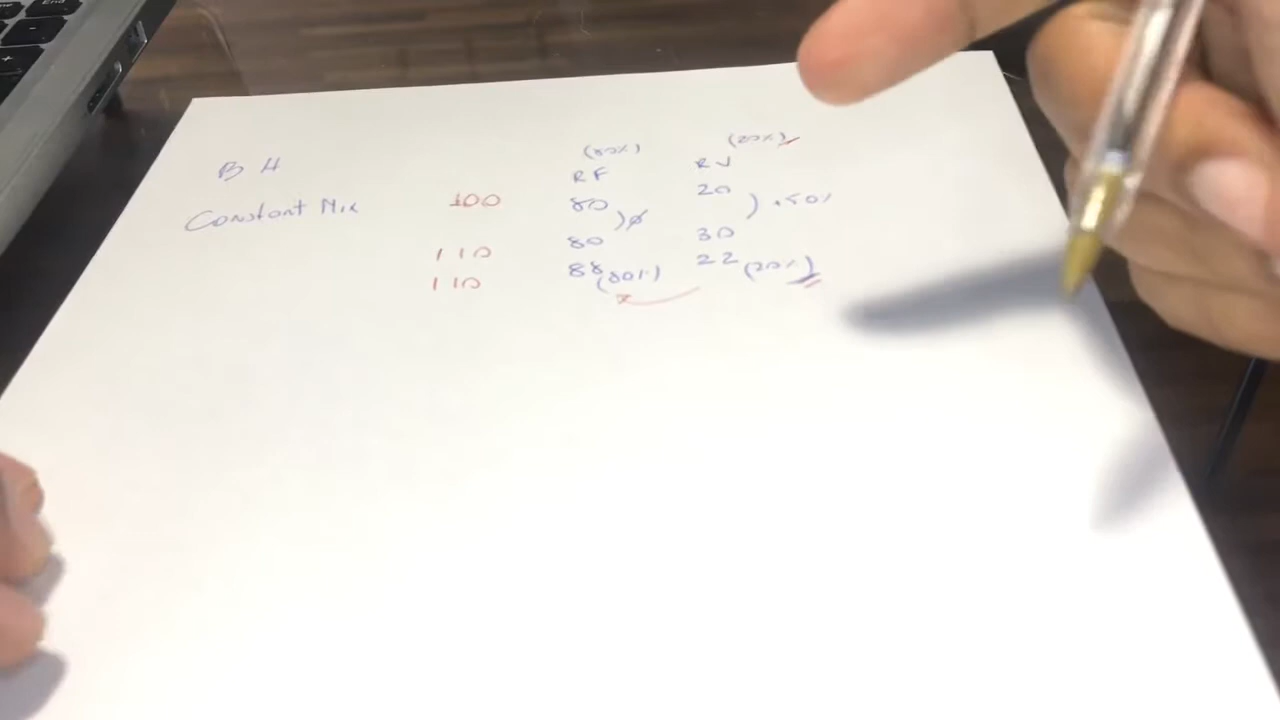 (80%) (20%)
B H RF RV
Constant Mix 100 80 20
)ø ) +50%
110 80 30
110 88 (80%) 22 (20%)